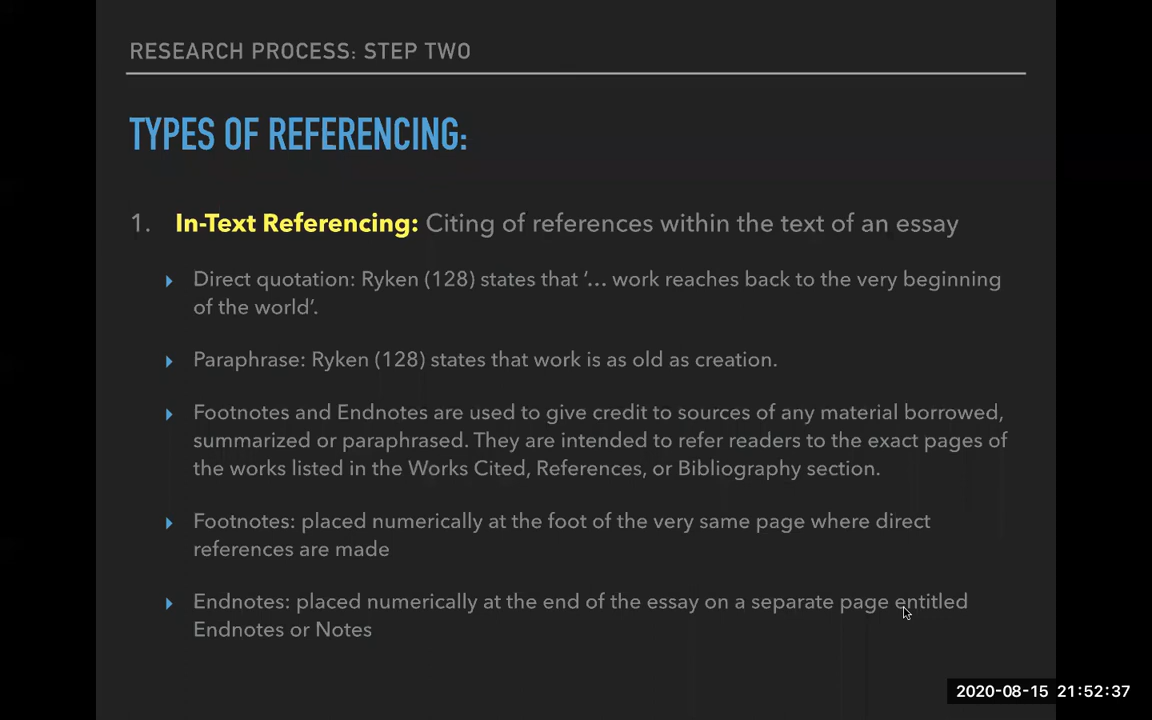 RESEARCH PROCESS: STEP TWO
TYPES OF REFERENCING:
1. In-Text Referencing: Citing of references within the text of an essay
Direct quotation: Ryken (128) states that ‘… work reaches back to the very beginning
of the world’.
Paraphrase: Ryken (128) states that work is as old as creation.
Footnotes and Endnotes are used to give credit to sources of any material borrowed,
summarized or paraphrased. They are intended to refer readers to the exact pages of
the works listed in the Works Cited, References, or Bibliography section.
Footnotes: placed numerically at the foot of the very same page where direct
references are made
Endnotes: placed numerically at the end of the essay on a separate page entitled
Endnotes or Notes
2020-08-15 21:52:37